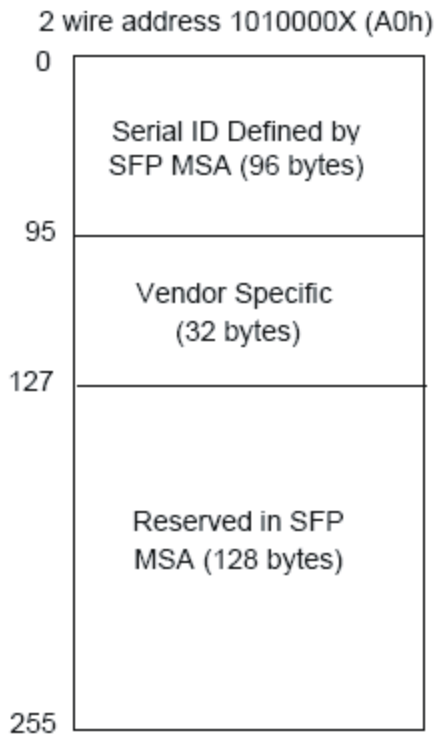 2 wire address 1010000X (A0h)
0
Serial ID Defined by
SFP MSA (96 bytes)
95
Vendor Specific
(32 bytes)
127
Reserved in SFP
MSA (128 bytes)
255